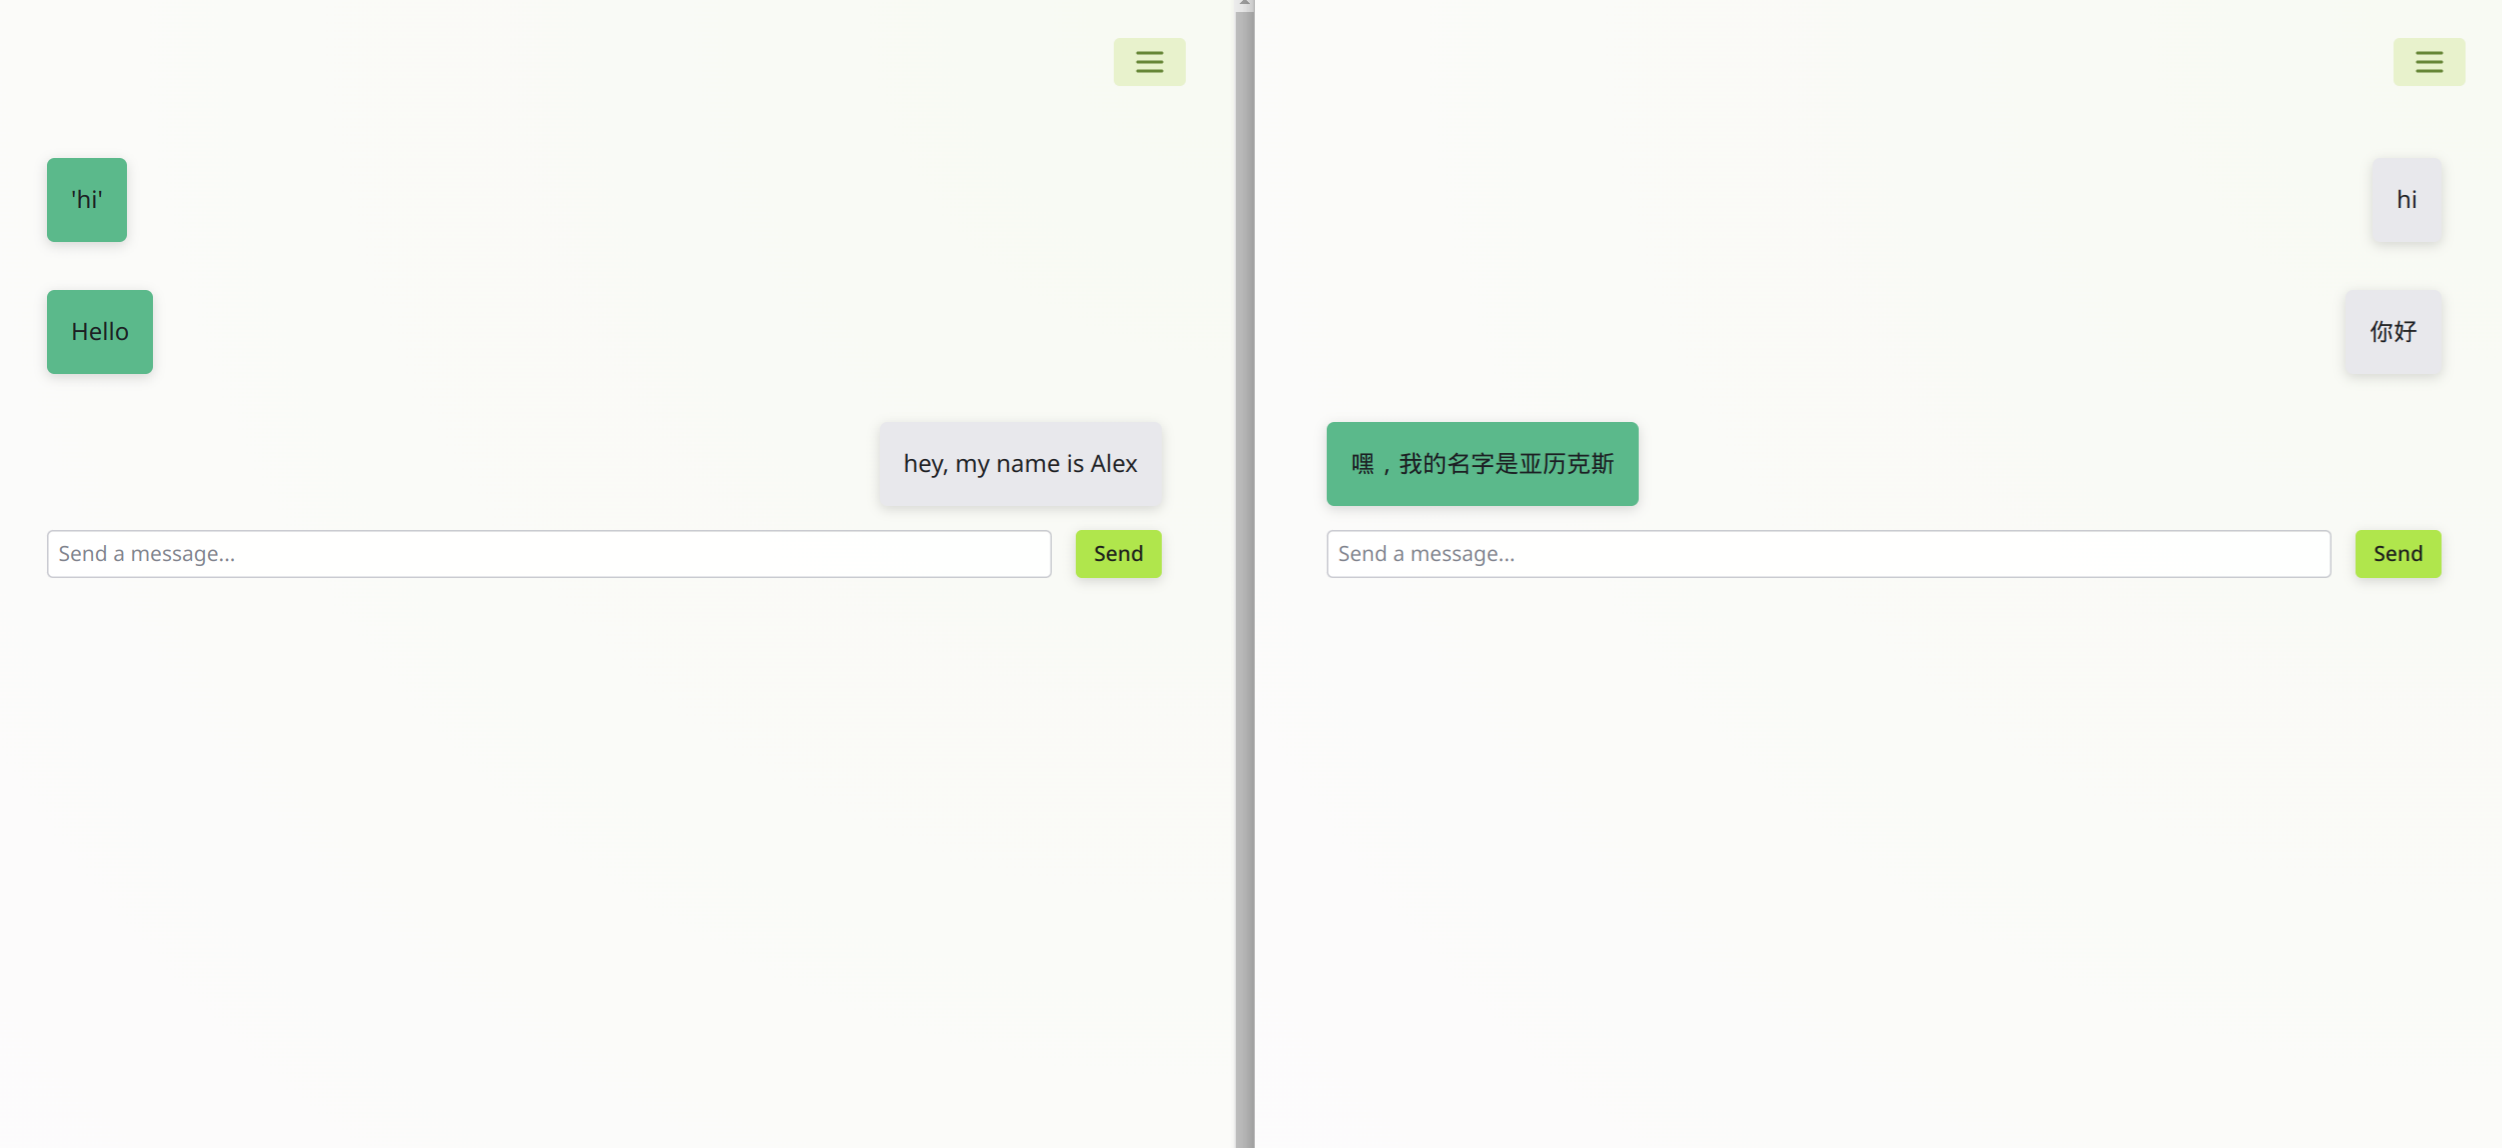 'hi'
Hello
hey, my name is Alex
Send a message...
Send
hi
你好
嘿，我的名字是亚历克斯
Send a message...
Send